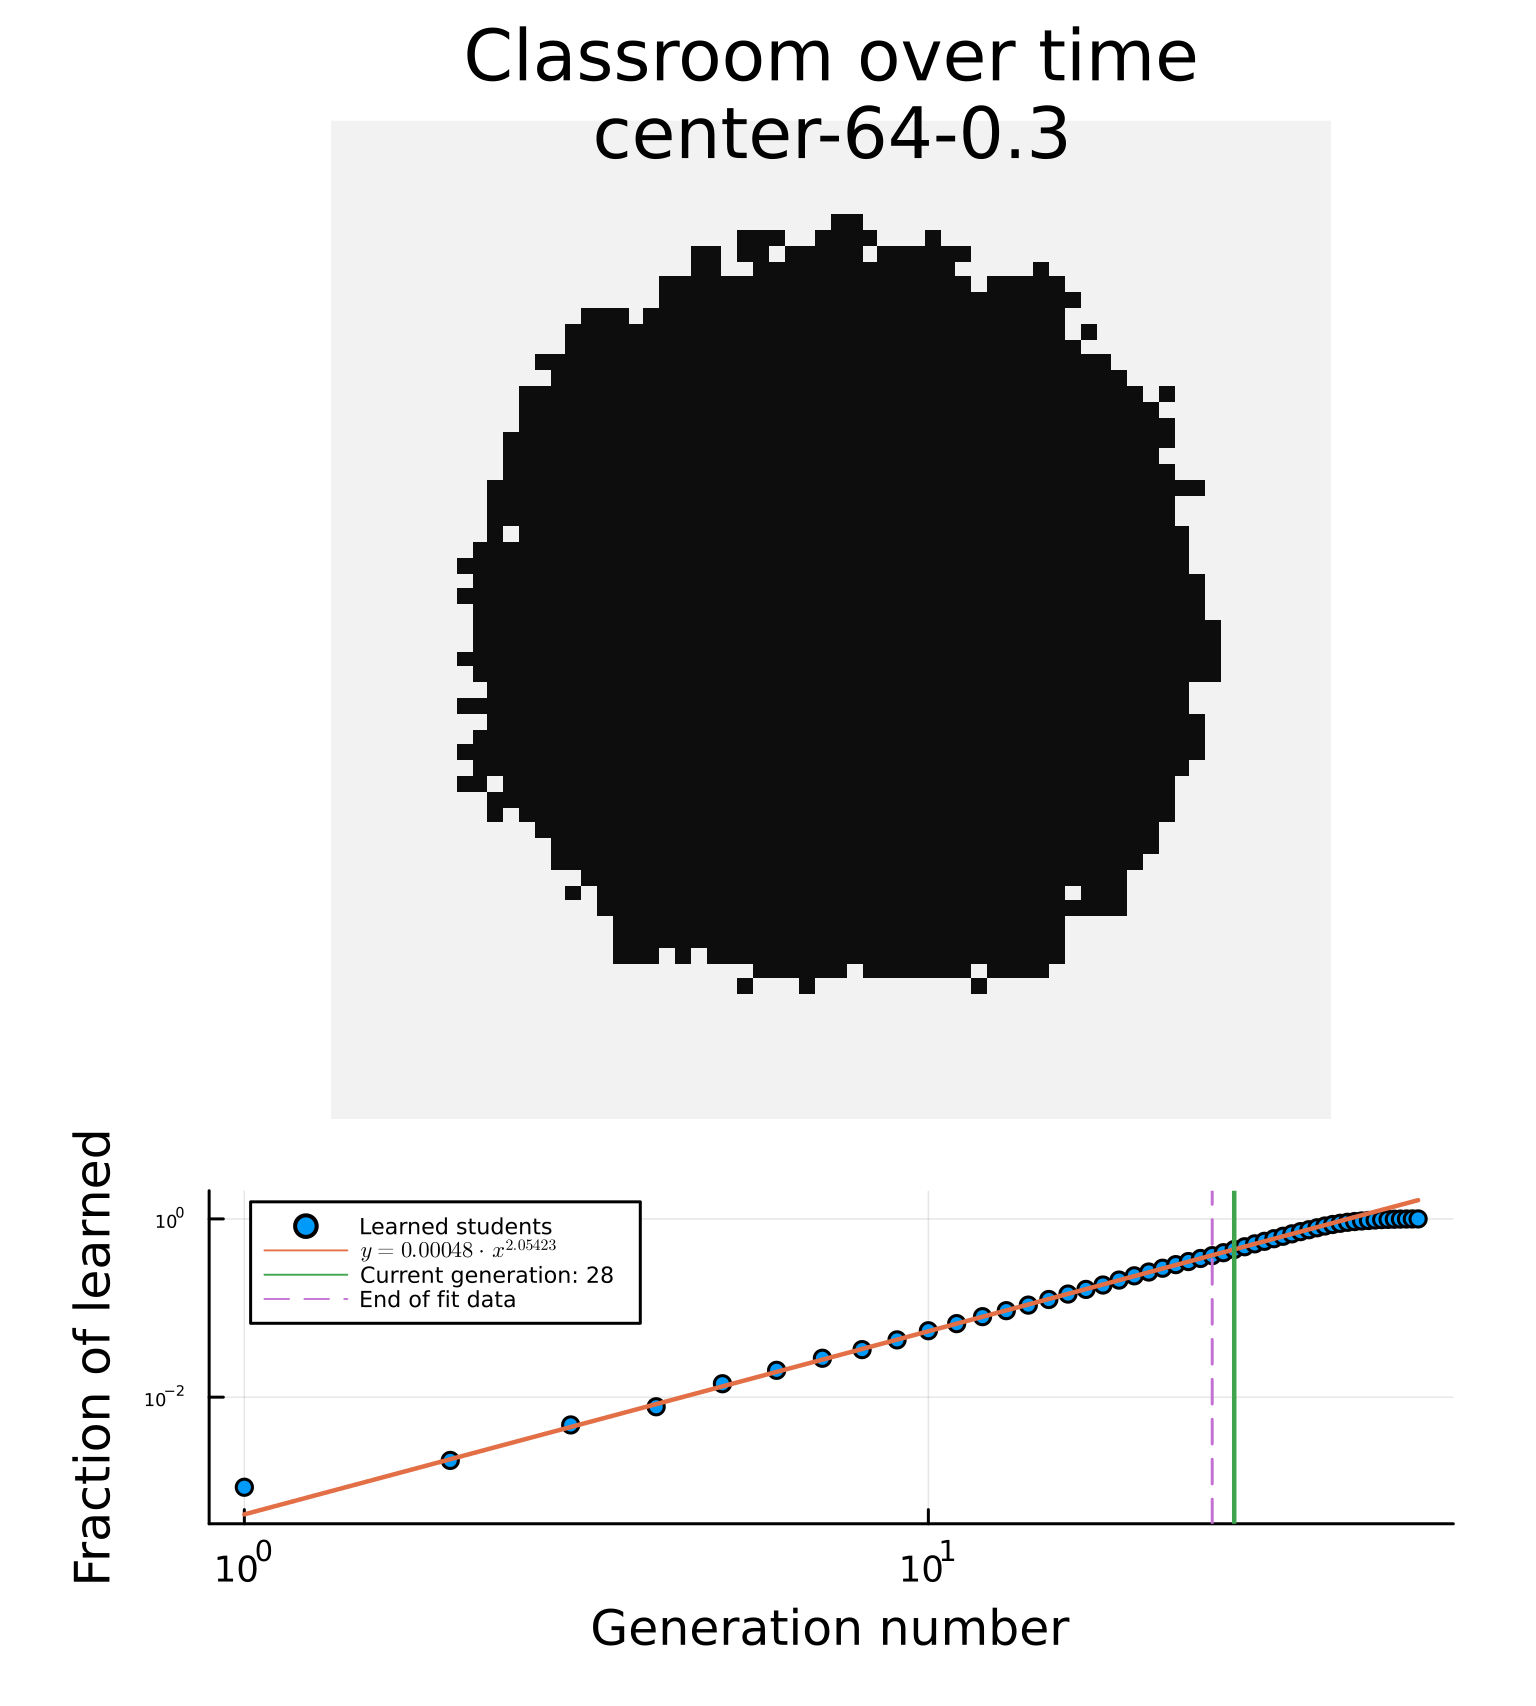 Classroom over time
center-64-0.3
Fraction of learned
10⁰
10⁻²
Learned students
y = 0.00048 · x^2.05423
Current generation: 28
End of fit data
10⁰
10¹
Generation number